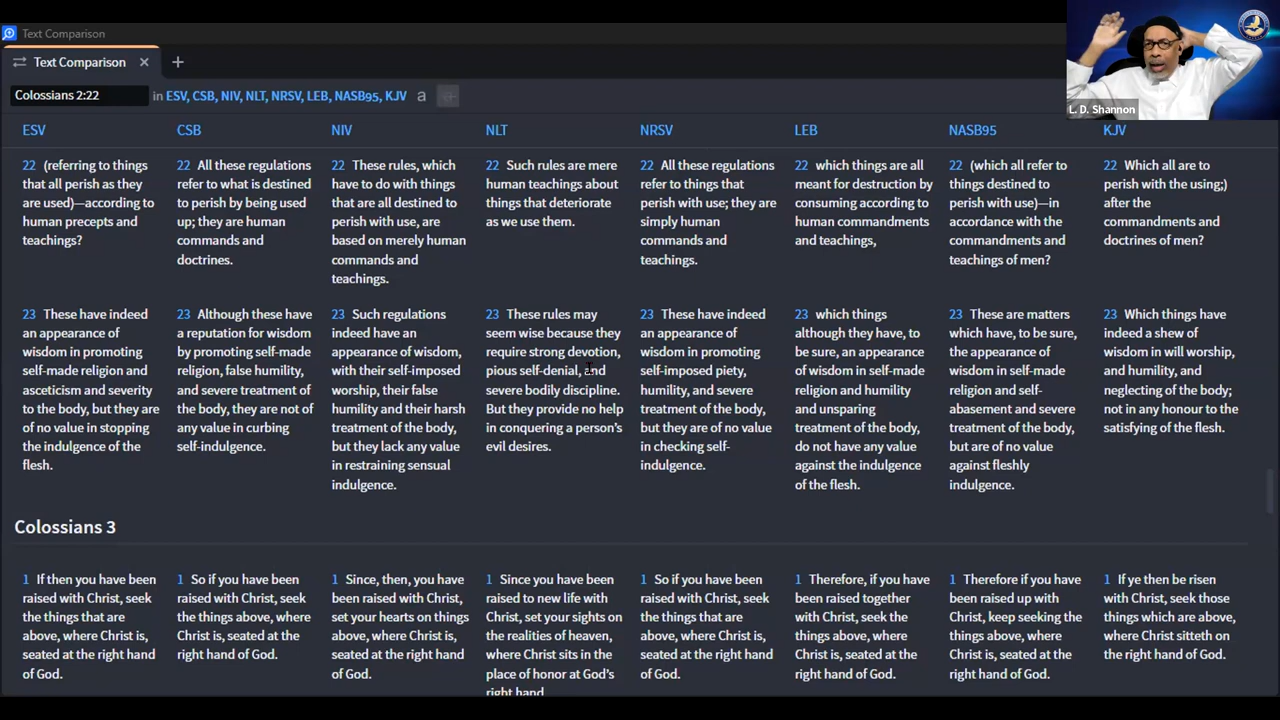 Text Comparison
Text Comparison
Colossians 2:22
in ESV, CSB, NIV, NLT, NRSV, LEB, NASB95, KJV
a
L. D. Shannon
ESV
22 (referring to things
that all perish as they
are used)—according to
human precepts and
teachings?
23 These have indeed
an appearance of
wisdom in promoting
self-made religion and
asceticism and severity
to the body, but they are
of no value in stopping
the indulgence of the
flesh.
CSB
22 All these regulations
refer to what is destined
to perish by being used
up; they are human
commands and
doctrines.
23 Although these have
a reputation for wisdom
by promoting self-made
religion, false humility,
and severe treatment of
the body, they are not of
any value in curbing
self-indulgence.
NIV
22 These rules, which
have to do with things
that are all destined to
perish with use, are
based on merely human
commands and
teachings.
23 Such regulations
indeed have an
appearance of wisdom,
with their self-imposed
worship, their false
humility and their harsh
treatment of the body,
but they lack any value
in restraining sensual
indulgence.
NLT
22 Such rules are mere
human teachings about
things that deteriorate
as we use them.
23 These rules may
seem wise because they
require strong devotion,
pious self-denial, and
severe bodily discipline.
But they provide no help
in conquering a person's
evil desires.
NRSV
22 All these regulations
refer to things that
perish with use; they are
simply human
commands and
teachings.
23 These have indeed
an appearance of
wisdom in promoting
self-imposed piety,
humility, and severe
treatment of the body,
but they are of no value
in checking self-
indulgence.
LEB
22 which things are all
meant for destruction by
consuming according to
human commandments
and teachings,
23 which things
although they have, to
be sure, an appearance
of wisdom in self-made
religion and humility
and unsparing
treatment of the body,
do not have any value
against the indulgence
of the flesh.
NASB95
22 (which all refer to
things destined to
perish with use)—in
accordance with the
commandments and
teachings of men?
23 These are matters
which have, to be sure,
the appearance of
wisdom in self-made
religion and self-
abasement and severe
treatment of the body,
but are of no value
against fleshly
indulgence.
KJV
22 Which all are to
perish with the using;)
after the
commandments and
doctrines of men?
23 Which things have
indeed a shew of
wisdom in will worship,
and humility, and
neglecting of the body;
not in any honour to the
satisfying of the flesh.
Colossians 3
1 If then you have been
raised with Christ, seek
the things that are
above, where Christ is,
seated at the right hand
of God.
1 So if you have been
raised with Christ, seek
the things above, where
Christ is, seated at the
right hand of God.
1 Since, then, you have
been raised with Christ,
set your hearts on things
above, where Christ is,
seated at the right hand
of God.
1 Since you have been
raised to new life with
Christ, set your sights on
the realities of heaven,
where Christ sits in the
place of honor at God's
right hand
1 So if you have been
raised with Christ, seek
the things that are
above, where Christ is,
seated at the right hand
of God.
1 Therefore, if you have
been raised together
with Christ, seek the
things above, where
Christ is, seated at the
right hand of God.
1 Therefore if you have
been raised up with
Christ, keep seeking the
things above, where
Christ is, seated at the
right hand of God.
1 If ye then be risen
with Christ, seek those
things which are above,
where Christ sitteth on
the right hand of God.